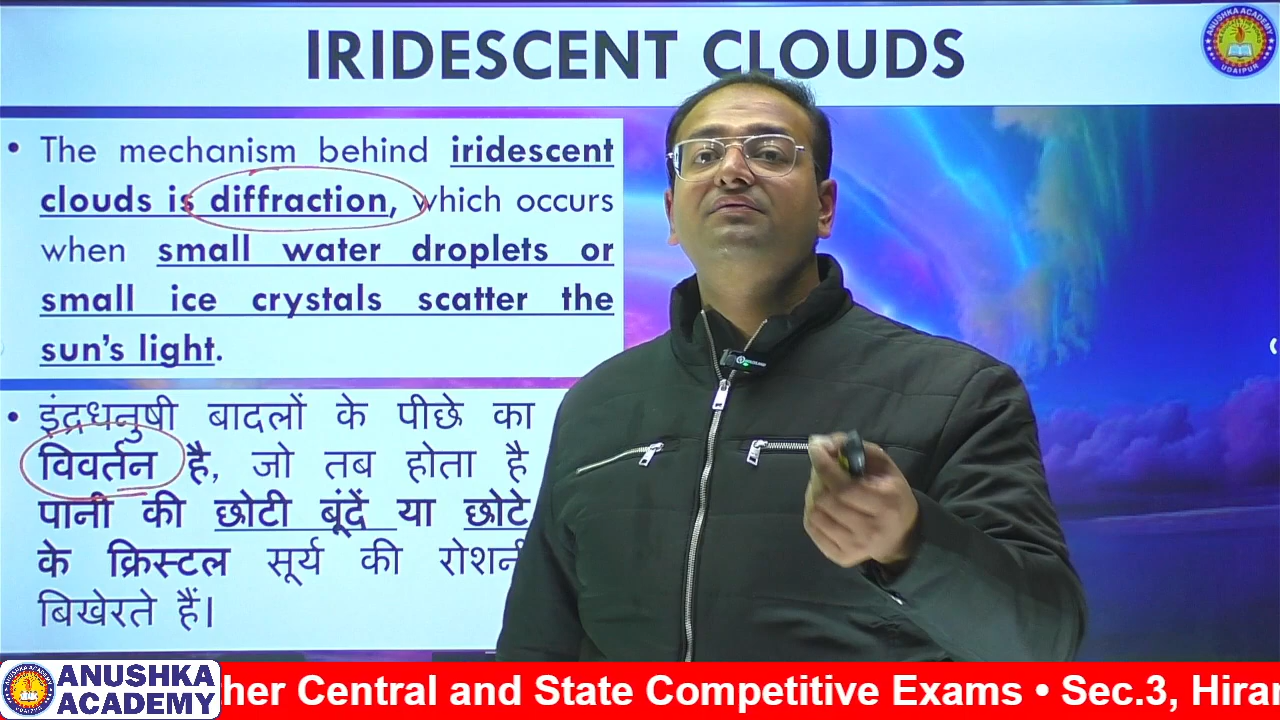 IRIDESCENT CLOUDS
ANUSHKA ACADEMY
UDAIPUR
• The mechanism behind iridescent
clouds is diffraction, which occurs
when small water droplets or
small ice crystals scatter the
sun's light.
• इंद्रधनुषी बादलों के पीछे का
विवर्तन है, जो तब होता है
पानी की छोटी बूंदें या छोटे
के क्रिस्टल सूर्य की रोशनी
बिखेरते हैं।
ANUSHKA
ACADEMY
her Central and State Competitive Exams • Sec.3, Hiran